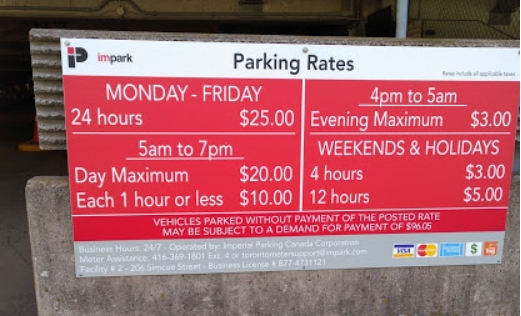 impark
Parking Rates
Rates include all applicable taxes
MONDAY - FRIDAY
24 hours $25.00
5am to 7pm
Day Maximum $20.00
Each 1 hour or less $10.00
4pm to 5am
Evening Maximum $3.00
WEEKENDS & HOLIDAYS
4 hours $3.00
12 hours $5.00
VEHICLES PARKED WITHOUT PAYMENT OF THE POSTED RATE
MAY BE SUBJECT TO A DEMAND FOR PAYMENT OF $96.05
Business Hours: 24/7 - Operated by: Imperial Parking Canada Corporation
Meter Assistance: 416-369-1801 Ext. 4 or torontometersupport@impark.com
Facility # 2 - 206 Simcoe Street - Business License # B77-4731121
VISA $